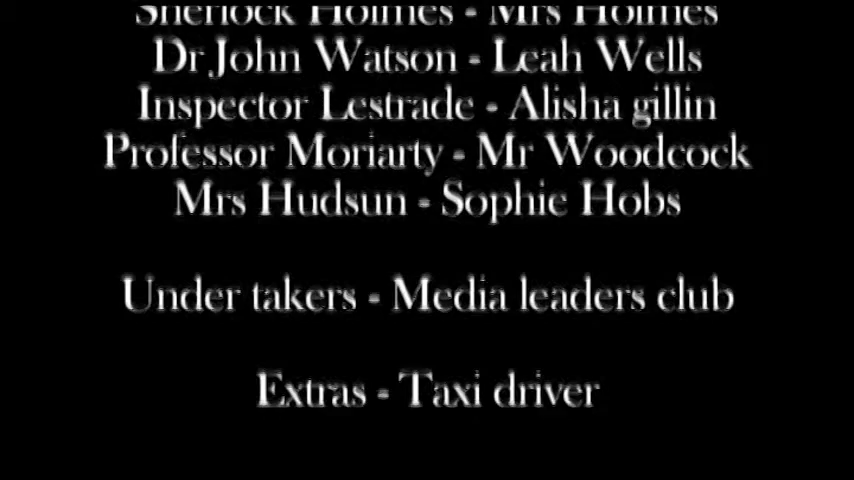 Sherlock Holmes - Mrs Holmes
Dr John Watson - Leah Wells
Inspector Lestrade - Alisha gillin
Professor Moriarty - Mr Woodcock
Mrs Hudsun - Sophie Hobs
Under takers - Media leaders club
Extras - Taxi driver